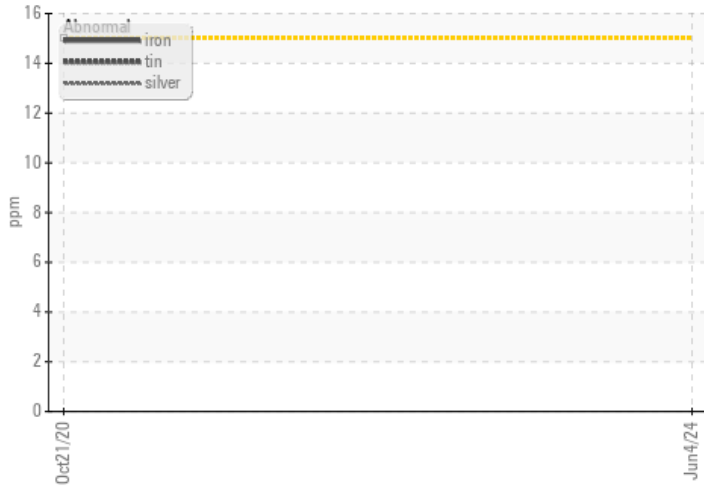 16
Abnormal
iron
tin
silver
14
12
10
8
6
4
2
0
ppm
Oct21/20
Jun4/24